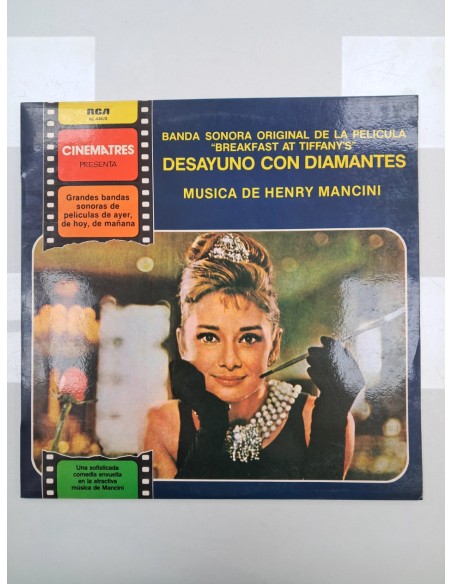 RCA
CINEMATRES
PRESENTA
Grandes bandas
sonoras de
peliculas de ayer,
de hoy, de mañana
BANDA SONORA ORIGINAL DE LA PELICULA
"BREAKFAST AT TIFFANY'S"
DESAYUNO CON DIAMANTES
MUSICA DE HENRY MANCINI
Una sofisticada
comedia envuelta
en la atractiva
música de Mancini